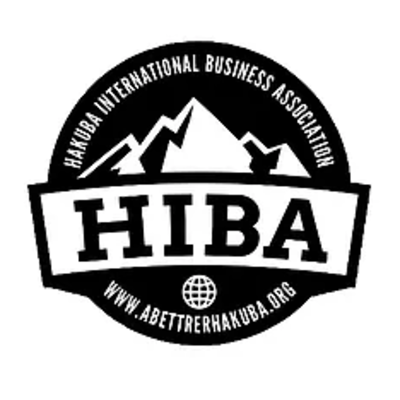 HAKUBA INTERNATIONAL BUSINESS ASSOCIATION
HIBA
WWW.ABETTRERHAKUBA.ORG